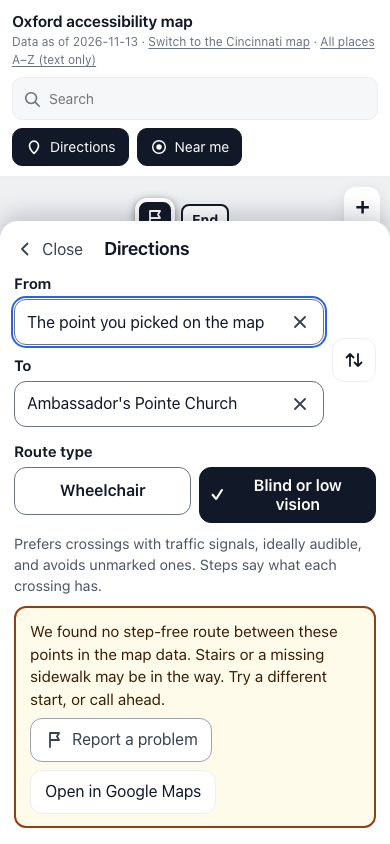 Oxford accessibility map
Data as of 2026-11-13 · Switch to the Cincinnati map · All places
A–Z (text only)
Search
Directions
Near me
End
+
Close
Directions
From
The point you picked on the map
To
Ambassador's Pointe Church
Route type
Wheelchair
Blind or low
vision
Prefers crossings with traffic signals, ideally audible,
and avoids unmarked ones. Steps say what each
crossing has.
We found no step-free route between these
points in the map data. Stairs or a missing
sidewalk may be in the way. Try a different
start, or call ahead.
Report a problem
Open in Google Maps